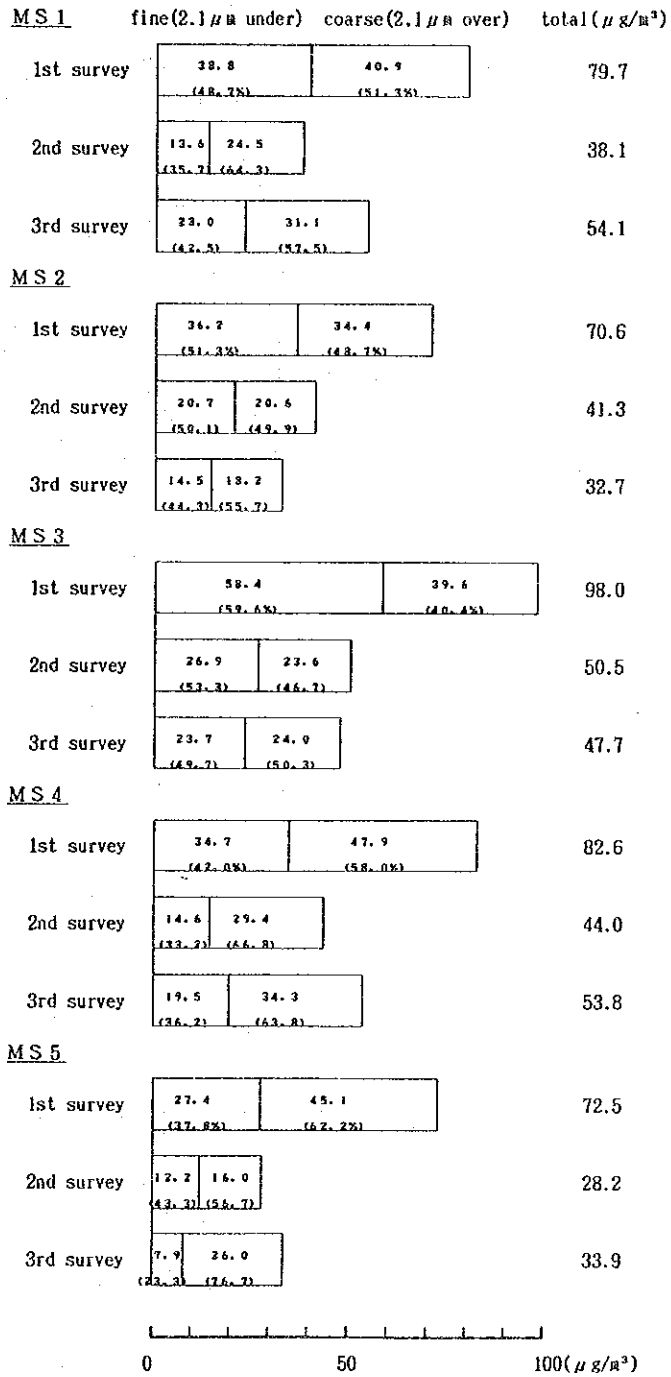 MS1 fine(2.1μm under) coarse(2.1μm over) total(μg/m³)
1st survey 38.8 40.9 79.7
(48.7%) (51.3%)
2nd survey 13.6 24.5 38.1
(35.7) (64.3)
3rd survey 23.0 31.1 54.1
(42.5) (57.5)
MS2
1st survey 36.2 34.4 70.6
(51.3%) (48.7%)
2nd survey 20.7 20.6 41.3
(50.1) (49.9)
3rd survey 14.5 18.2 32.7
(44.3) (55.7)
MS3
1st survey 58.4 39.6 98.0
(59.6%) (40.4%)
2nd survey 26.9 23.6 50.5
(53.3) (46.7)
3rd survey 23.7 24.0 47.7
(49.7) (50.3)
MS4
1st survey 34.7 47.9 82.6
(42.0%) (58.0%)
2nd survey 14.6 29.4 44.0
(33.2) (66.8)
3rd survey 19.5 34.3 53.8
(36.2) (63.8)
MS5
1st survey 27.4 45.1 72.5
(37.8%) (62.2%)
2nd survey 12.2 16.0 28.2
(43.3) (56.7)
3rd survey 7.9 26.0 33.9
(23.3) (76.7)
0 50 100(μg/m³)